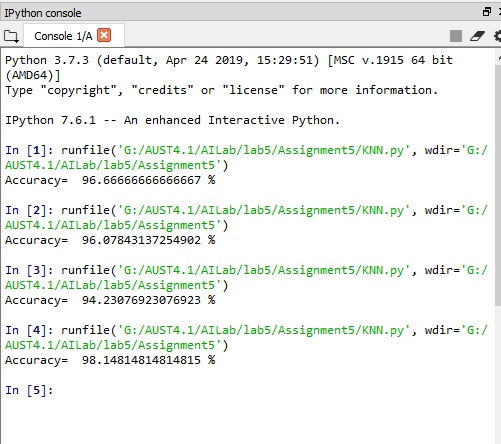 IPython console
Console 1/A
Python 3.7.3 (default, Apr 24 2019, 15:29:51) [MSC v.1915 64 bit
(AMD64)]
Type "copyright", "credits" or "license" for more information.
IPython 7.6.1 -- An enhanced Interactive Python.
In [1]: runfile('G:/AUST4.1/AILab/lab5/Assignment5/KNN.py', wdir='G:/
AUST4.1/AILab/lab5/Assignment5')
Accuracy=  96.66666666666667 %
In [2]: runfile('G:/AUST4.1/AILab/lab5/Assignment5/KNN.py', wdir='G:/
AUST4.1/AILab/lab5/Assignment5')
Accuracy=  96.07843137254902 %
In [3]: runfile('G:/AUST4.1/AILab/lab5/Assignment5/KNN.py', wdir='G:/
AUST4.1/AILab/lab5/Assignment5')
Accuracy=  94.23076923076923 %
In [4]: runfile('G:/AUST4.1/AILab/lab5/Assignment5/KNN.py', wdir='G:/
AUST4.1/AILab/lab5/Assignment5')
Accuracy=  98.14814814814815 %
In [5]: